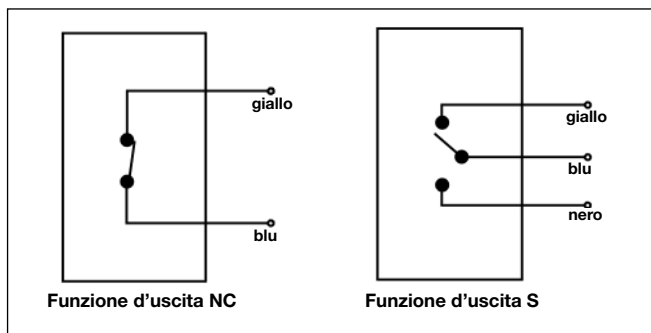 giallo
blu
Funzione d'uscita NC
giallo
blu
nero
Funzione d'uscita S